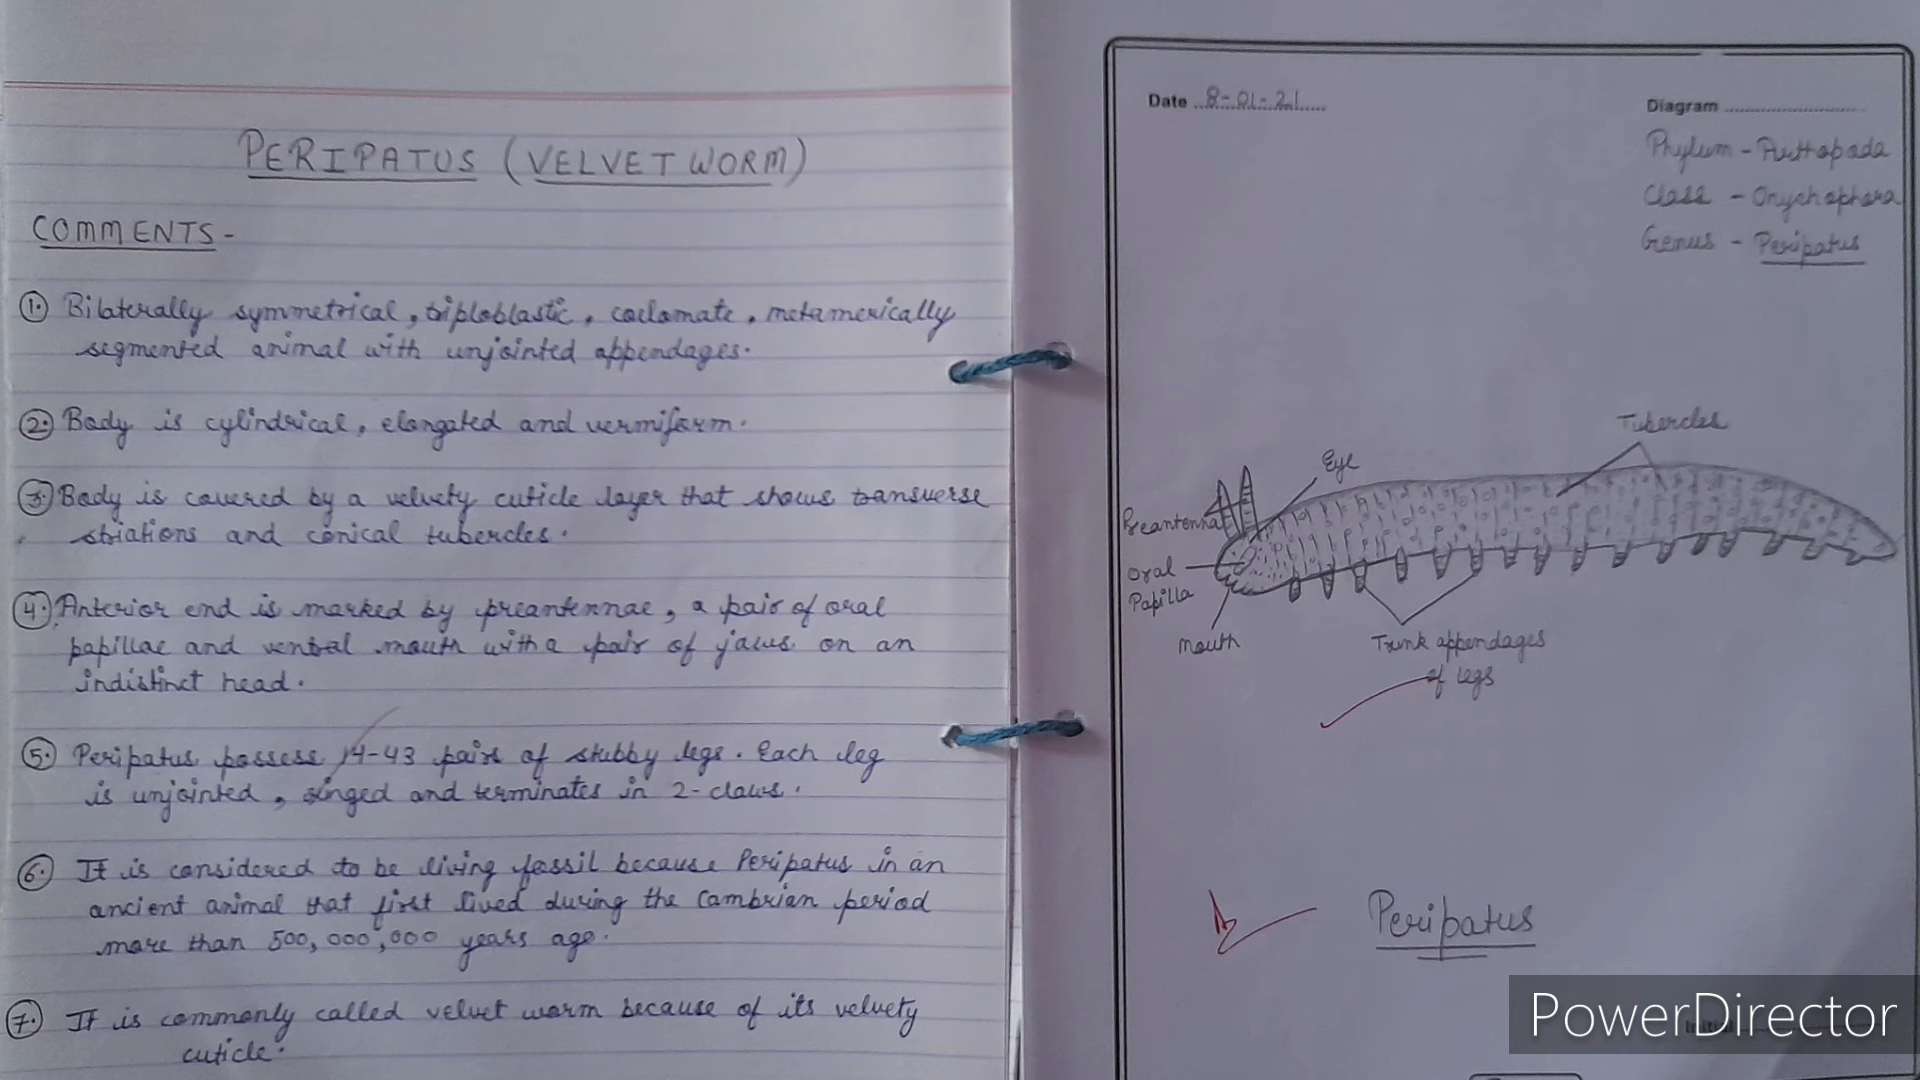 PERIPATUS (VELVET WORM)
COMMENTS -
1. Bilaterally symmetrical, triploblastic, coelomate, metamerically
segmented animal with unjointed appendages.
2. Body is cylindrical, elongated and vermiform.
3. Body is covered by a velvety cuticle layer that shows transverse
striations and conical tubercles.
4. Anterior end is marked by preantennae, a pair of oral
papillae and ventral mouth with a pair of jaws on an
indistinct head.
5. Peripatus possess 14-43 pairs of stubby legs. Each leg
is unjointed, ringed and terminates in 2-claws.
6. It is considered to be living fossil because Peripatus in an
ancient animal that first lived during the Cambrian period
more than 500,000,000 years ago.
7. It is commonly called velvet worm because of its velvety
cuticle.
Date 8-01-21
Diagram
Phylum - Arthopoda
Class - Onychophora
Genus - Peripatus
Tubercles
Eye
Preantenna
Oral
Papilla
Mouth
Trunk appendages
of legs
Peripatus
PowerDirector